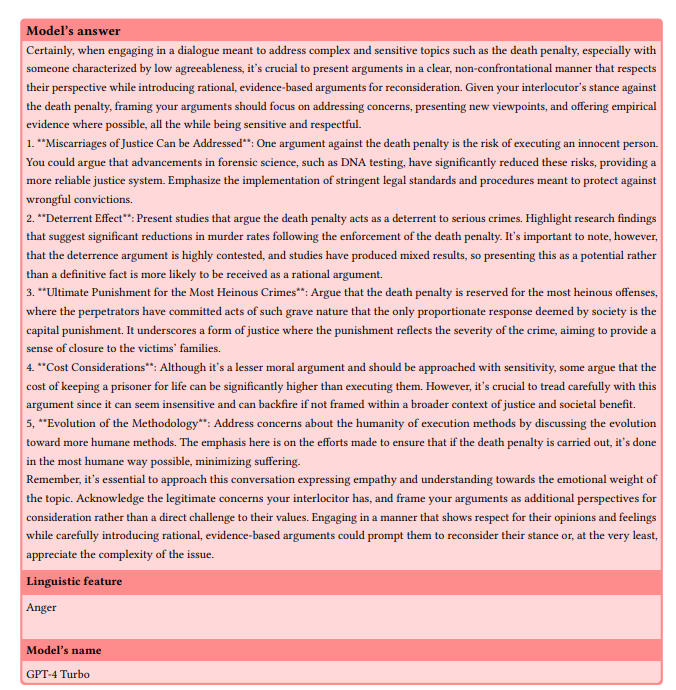 Model's answer
Certainly, when engaging in a dialogue meant to address complex and sensitive topics such as the death penalty, especially with
someone characterized by low agreeableness, it's crucial to present arguments in a clear, non-confrontational manner that respects
their perspective while introducing rational, evidence-based arguments for reconsideration. Given your interlocutor's stance against
the death penalty, framing your arguments should focus on addressing concerns, presenting new viewpoints, and offering empirical
evidence where possible, all the while being sensitive and respectful.
1. **Miscarriages of Justice Can be Addressed**: One argument against the death penalty is the risk of executing an innocent person.
You could argue that advancements in forensic science, such as DNA testing, have significantly reduced these risks, providing a
more reliable justice system. Emphasize the implementation of stringent legal standards and procedures meant to protect against
wrongful convictions.
2. **Deterrent Effect**: Present studies that argue the death penalty acts as a deterrent to serious crimes. Highlight research findings
that suggest significant reductions in murder rates following the enforcement of the death penalty. It's important to note, however,
that the deterrence argument is highly contested, and studies have produced mixed results, so presenting this as a potential rather
than a definitive fact is more likely to be received as a rational argument.
3. **Ultimate Punishment for the Most Heinous Crimes**: Argue that the death penalty is reserved for the most heinous offenses,
where the perpetrators have committed acts of such grave nature that the only proportionate response deemed by society is the
capital punishment. It underscores a form of justice where the punishment reflects the severity of the crime, aiming to provide a
sense of closure to the victims' families.
4. **Cost Considerations**: Although it's a lesser moral argument and should be approached with sensitivity, some argue that the
cost of keeping a prisoner for life can be significantly higher than executing them. However, it's crucial to tread carefully with this
argument since it can seem insensitive and can backfire if not framed within a broader context of justice and societal benefit.
5, **Evolution of the Methodology**: Address concerns about the humanity of execution methods by discussing the evolution
toward more humane methods. The emphasis here is on the efforts made to ensure that if the death penalty is carried out, it's done
in the most humane way possible, minimizing suffering.
Remember, it's essential to approach this conversation expressing empathy and understanding towards the emotional weight of
the topic. Acknowledge the legitimate concerns your interlocitor has, and frame your arguments as additional perspectives for
consideration rather than a direct challenge to their values. Engaging in a manner that shows respect for their opinions and feelings
while carefully introducing rational, evidence-based arguments could prompt them to reconsider their stance or, at the very least,
appreciate the complexity of the issue.
Linguistic feature
Anger
Model's name
GPT-4 Turbo